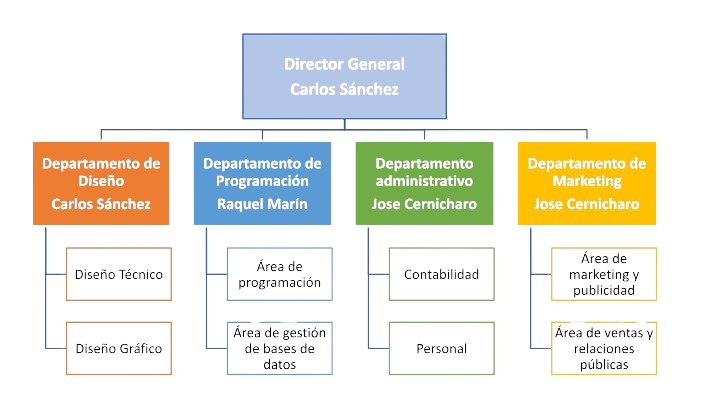 Director General
Carlos Sánchez
Departamento de
Diseño
Carlos Sánchez
Departamento de
Programación
Raquel Marín
Departamento
administrativo
Jose Cernicharo
Departamento de
Marketing
Jose Cernicharo
Diseño Técnico
Área de
programación
Contabilidad
Área de
marketing y
publicidad
Diseño Gráfico
Área de gestión
de bases de
datos
Personal
Área de ventas y
relaciones
públicas